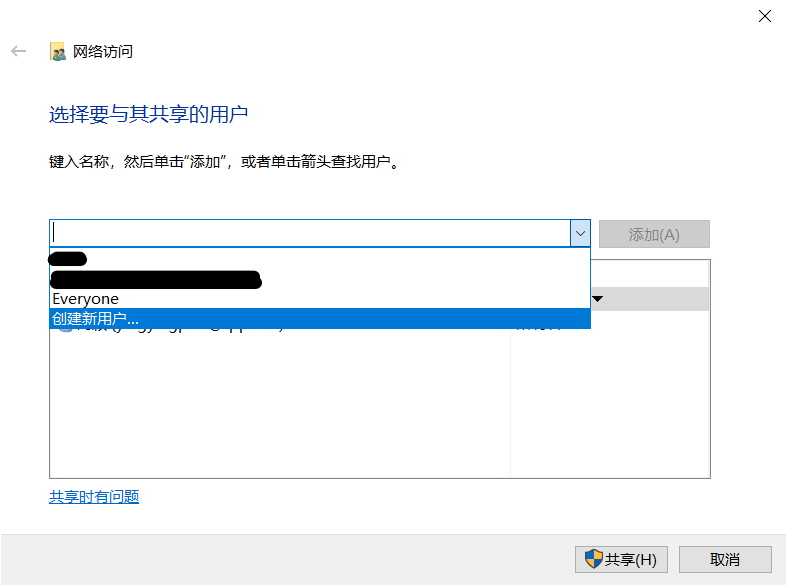 网络访问
选择要与其共享的用户
键入名称，然后单击“添加”，或者单击箭头查找用户。
添加(A)
Everyone
创建新用户...
共享时有问题
共享(H)
取消